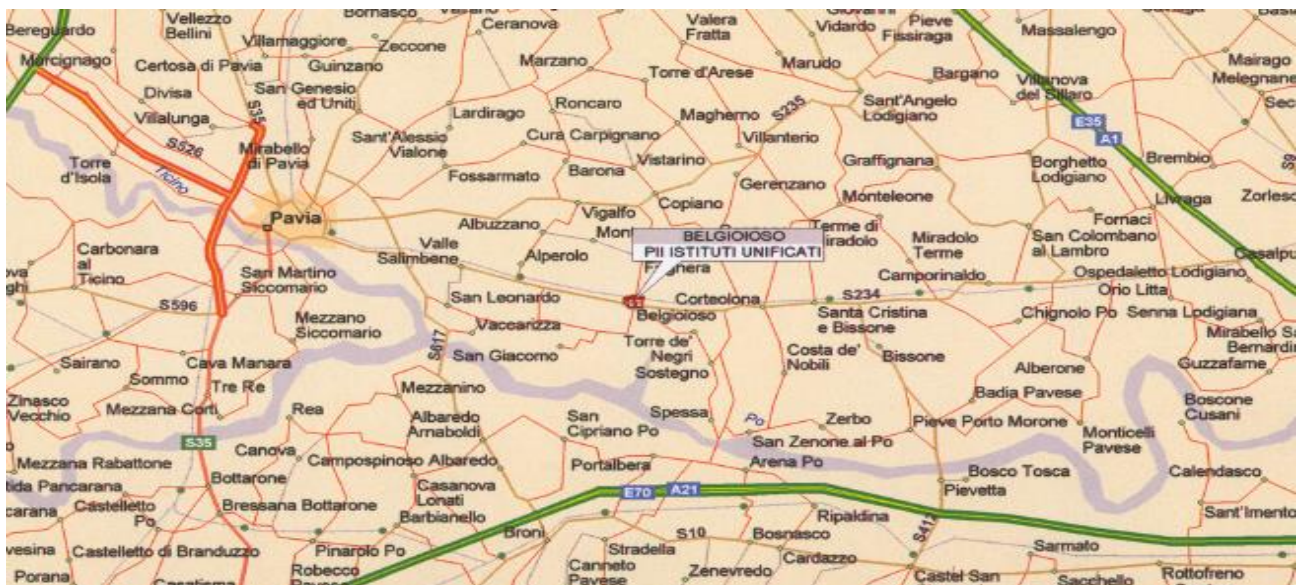 Bereguardo
Vellezzo
Bellini
Bornasco
Ceranova
Valera
Fratta
Vidardo
Pieve
Fissiraga
Massalengo
Mairago
Villamaggiore
Zeccone
Marcignago
Certosa di Pavia
Guinzano
Marzano
Torre d'Arese
Marudo
Bargano
Villanova
del Sillaro
Divisa
San Genesio
ed Uniti
Lardirago
Roncaro
Magherno
S235
Sant'Angelo
Lodigiano
Villalunga
S35
Sant'Alessio
Vialone
Cura Carpignano
Villanterio
E35
A1
S526
Mirabello
di Pavia
Vistarino
Graffignana
Borghetto
Lodigiano
Brembio
S9
Torre
d'Isola
Ticino
Fossarmato
Barona
Gerenzano
Monteleone
Livraga
Pavia
Albuzzano
Vigalfo
Copiano
Terme di
Miradolo
Miradolo
Terme
Fornaci
San Colombano
al Lambro
Carbonara
al
Ticino
Valle
Salimbene
Alperolo
BELGIOIOSO
PII ISTITUTI UNIFICATI
San Martino
Siccomario
Camporinaldo
Ospedaletto Lodigiano
Orio Litta
S596
San Leonardo
Belgioioso
Corteolona
S234
Santa Cristina
e Bissone
Chignolo Po
Senna Lodigiana
Mezzano
Siccomario
Vaccarizza
S617
San Giacomo
Torre de'
Negri
Sostegno
Costa de'
Nobili
Bissone
Alberone
Guzzafame
Sairano
Cava Manara
Sommo
Tre Re
Mezzanino
Badia Pavese
Boscone
Cusani
Zinasco
Vecchio
Mezzana Corti
Rea
Albaredo
Arnaboldi
San
Cipriano Po
Spessa
Po
Zerbo
Pieve Porto Morone
Monticelli
Pavese
S35
Canova
San Zenone al Po
Mezzana Rabattone
Campospinoso Albaredo
Portalbera
Arena Po
Bosco Tosca
Calendasco
Bottarone
Casanova
Lonati
E70
A21
Pievetta
Castelletto
Po
Bressana Bottarone
Barbianello
Broni
Ripaldina
Sant'Imento
Castelletto di Branduzzo
Pinarolo Po
Stradella
S10
Bosnasco
S412
Sarmato
Porana
Robecco
Canneto
Pavese
Zenevredo
Cardazzo
Castel San
Sacchello
Rottofreno